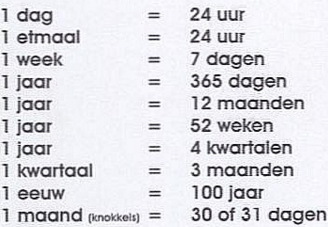 1 dag = 24 uur
1 etmaal = 24 uur
1 week = 7 dagen
1 jaar = 365 dagen
1 jaar = 12 maanden
1 jaar = 52 weken
1 jaar = 4 kwartalen
1 kwartaal = 3 maanden
1 eeuw = 100 jaar
1 maand (knokkels) = 30 of 31 dagen